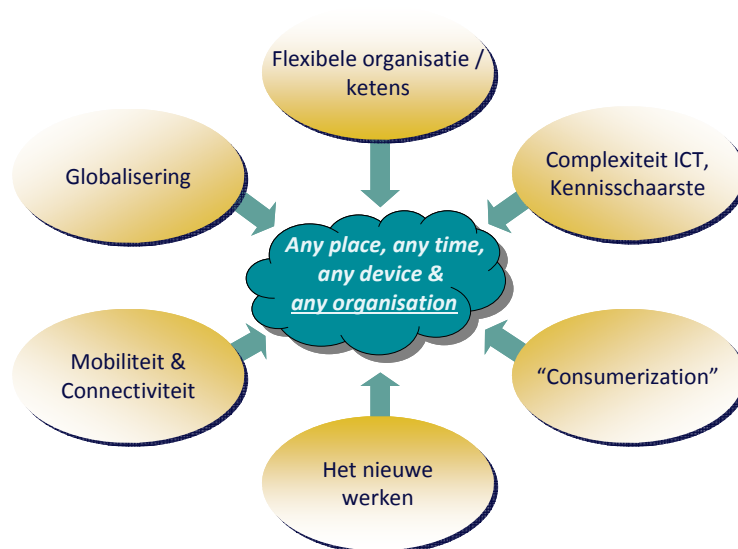 Flexibele organisatie /
ketens
Globalisering
Complexiteit ICT,
Kennisschaarste
Any place, any time,
any device &
any organisation
Mobiliteit &
Connectiviteit
“Consumerization”
Het nieuwe
werken